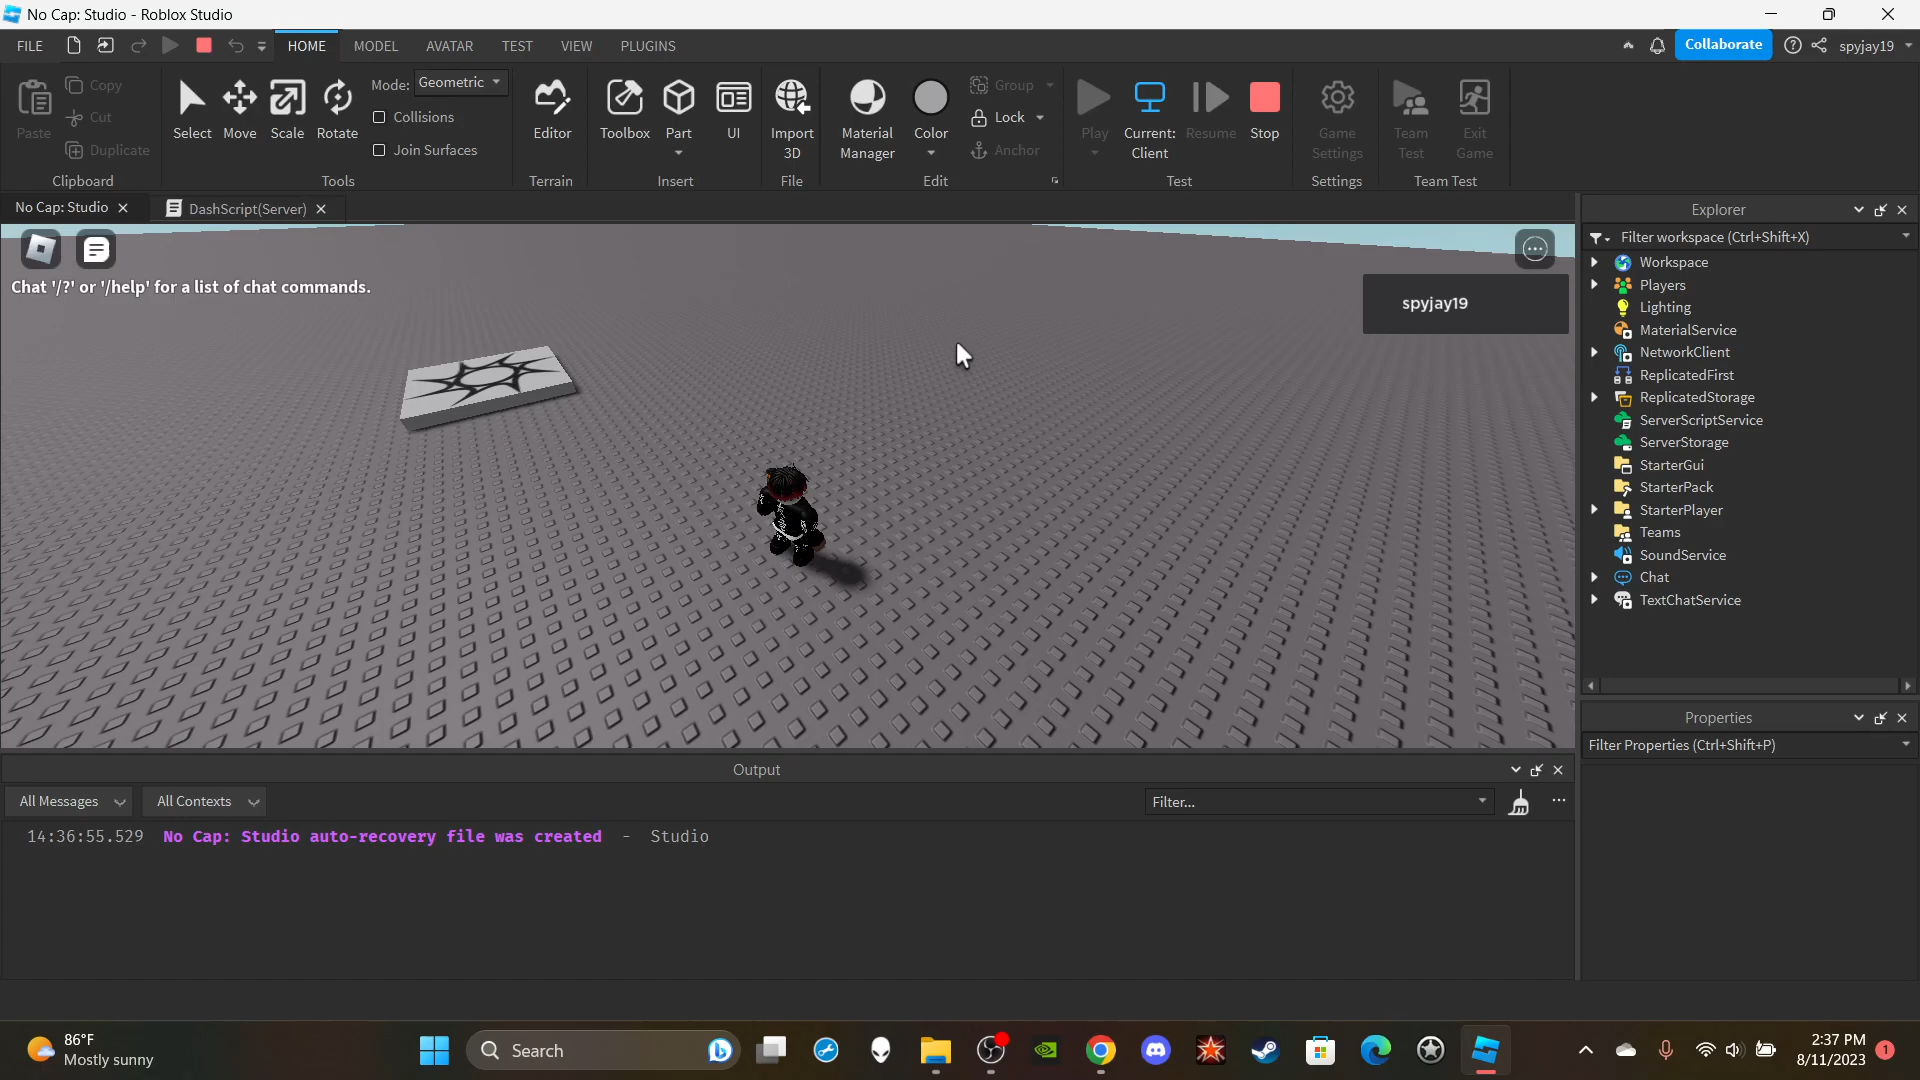 No Cap: Studio - Roblox Studio
FILE
HOME
MODEL
AVATAR
TEST
VIEW
PLUGINS
Collaborate
spyjay19
Paste
Copy
Cut
Duplicate
Clipboard
Select
Move
Scale
Rotate
Mode: Geometric
Collisions
Join Surfaces
Tools
Editor
Terrain
Toolbox
Part
UI
Insert
Import
3D
File
Material
Manager
Color
Group
Lock
Anchor
Edit
Play
Current:
Client
Resume
Stop
Test
Game
Settings
Settings
Team
Test
Exit
Game
Team Test
No Cap: Studio
DashScript(Server)
Chat '/?' or '/help' for a list of chat commands.
spyjay19
Explorer
Filter workspace (Ctrl+Shift+X)
Workspace
Players
Lighting
MaterialService
NetworkClient
ReplicatedFirst
ReplicatedStorage
ServerScriptService
ServerStorage
StarterGui
StarterPack
StarterPlayer
Teams
SoundService
Chat
TextChatService
Properties
Filter Properties (Ctrl+Shift+P)
Output
All Messages
All Contexts
Filter...
14:36:55.529 No Cap: Studio auto-recovery file was created - Studio
86°F
Mostly sunny
Search
2:37 PM
8/11/2023
1